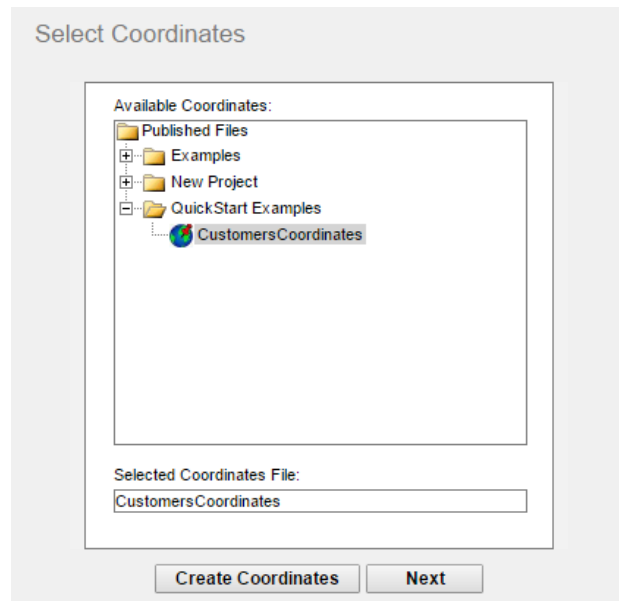 Select Coordinates
Available Coordinates:
Published Files
Examples
New Project
QuickStart Examples
CustomersCoordinates
Selected Coordinates File:
CustomersCoordinates
Create Coordinates
Next